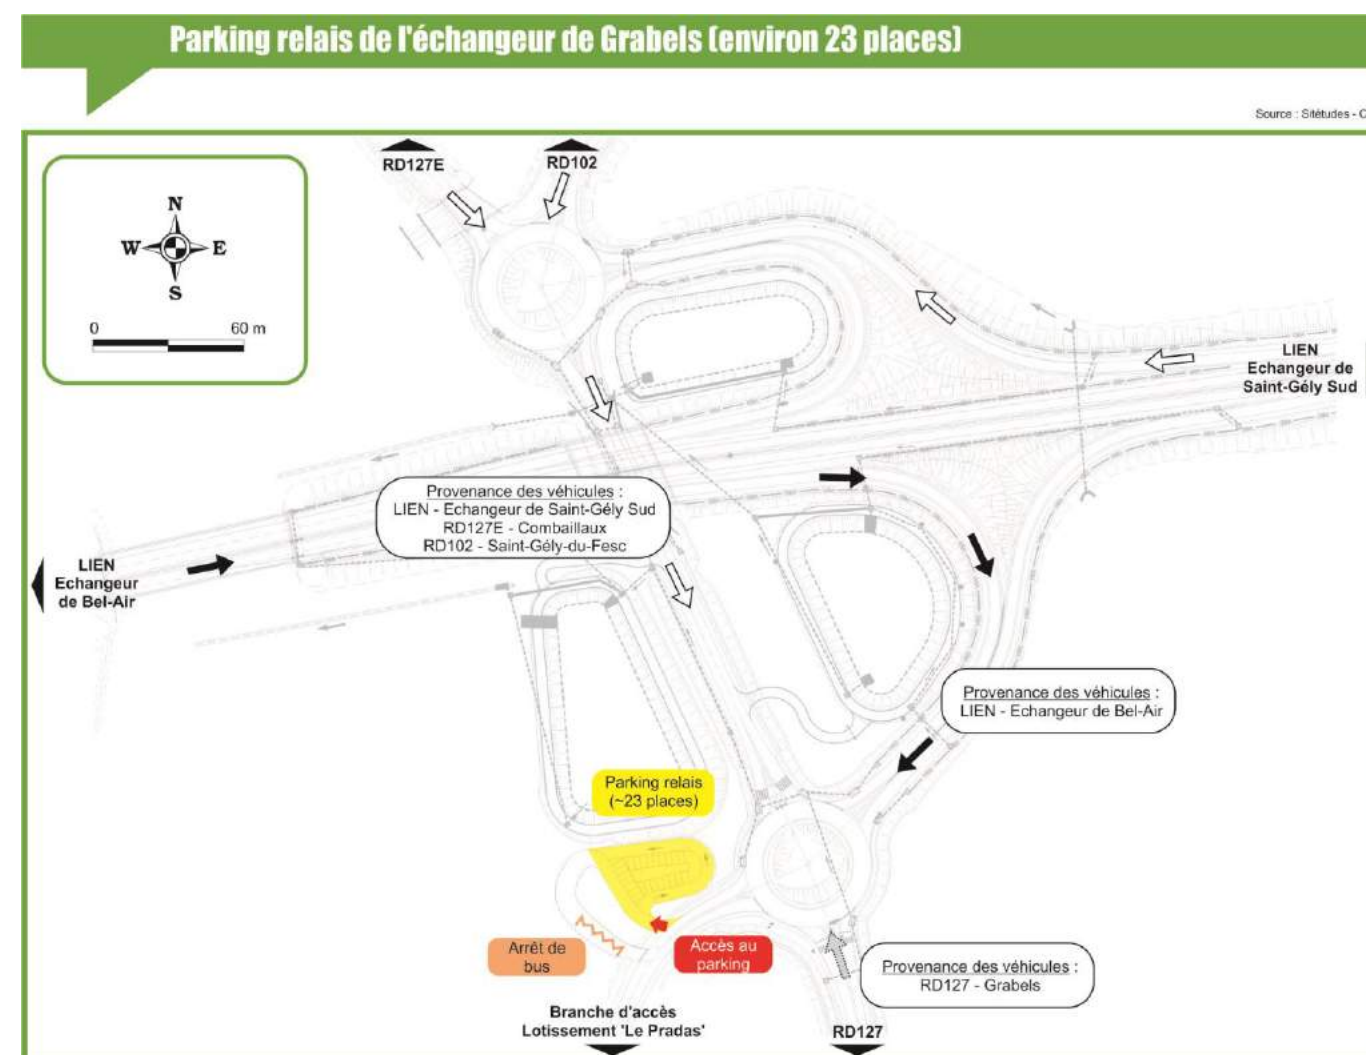 Parking relais de l'échangeur de Grabels (environ 23 places)
Source : Sitétudes - C
RD127E
RD102
N
W
E
S
0
60 m
LIEN
Echangeur de
Saint-Gély Sud
Provenance des véhicules :
LIEN - Echangeur de Saint-Gély Sud
RD127E - Combaillaux
RD102 - Saint-Gély-du-Fesc
LIEN
Echangeur
de Bel-Air
Provenance des véhicules :
LIEN - Echangeur de Bel-Air
Parking relais
(~23 places)
Arrêt de
bus
Accès au
parking
Provenance des véhicules :
RD127 - Grabels
Branche d'accès
Lotissement 'Le Pradas'
RD127